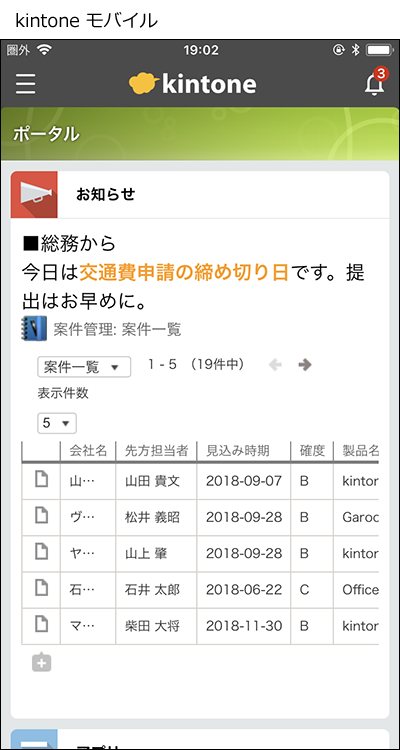 kintone モバイル
圏外 19:02
kintone 3
ポータル
お知らせ
■総務から
今日は交通費申請の締め切り日です。提
出はお早めに。
案件管理: 案件一覧
案件一覧 1 - 5 （19件中）
表示件数
5
会社名 先方担当者 見込み時期 確度 製品名
山… 山田 貴文 2018-09-07 B kintor
ヴ… 松井 義昭 2018-09-28 B Garoo
ヤ… 山上 肇 2018-09-28 B kintor
石… 石井 太郎 2018-06-22 C Office
マ… 柴田 大将 2018-11-30 B kintor
アプリ